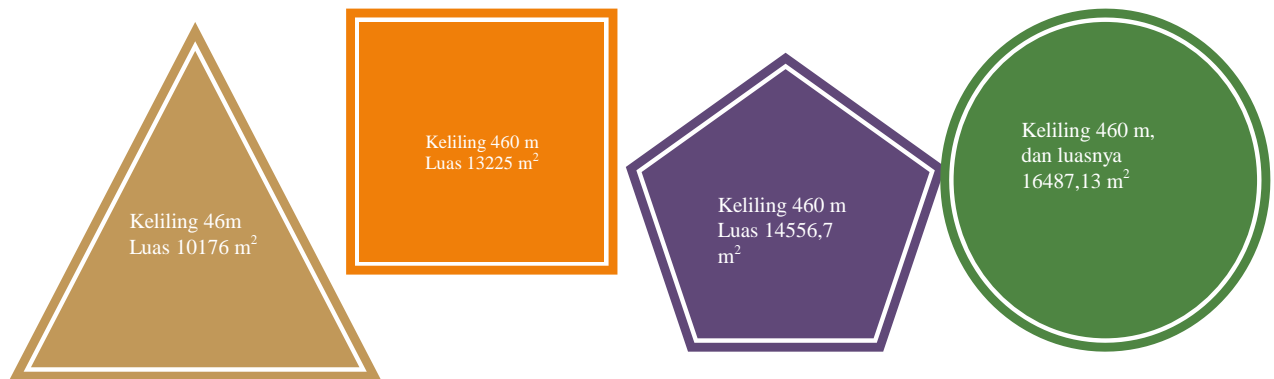 Keliling 46m
Luas 10176 m²
Keliling 460 m
Luas 13225 m²
Keliling 460 m
Luas 14556,7
m²
Keliling 460 m,
dan luasnya
16487,13 m²